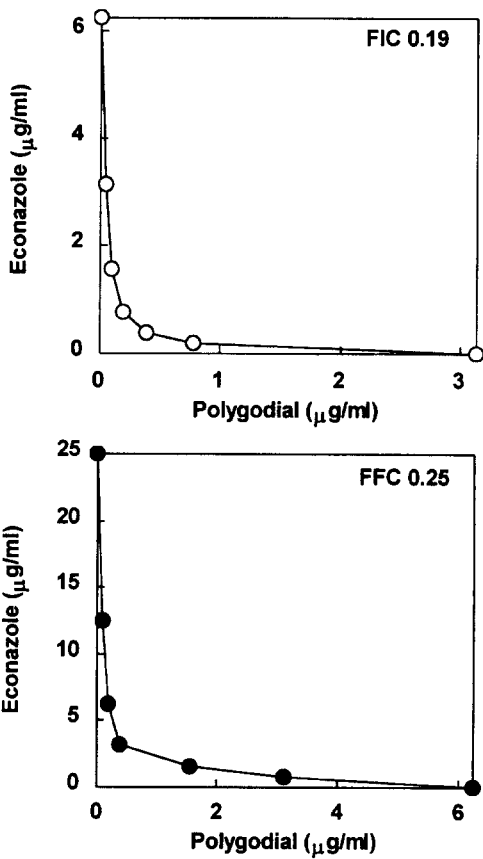 6
FIC 0.19
4
Econazole (μg/ml)
2
0
0 1 2 3
Polygodial (μg/ml)
25
FFC 0.25
20
15
Econazole (μg/ml)
10
5
0
0 2 4 6
Polygodial (μg/ml)